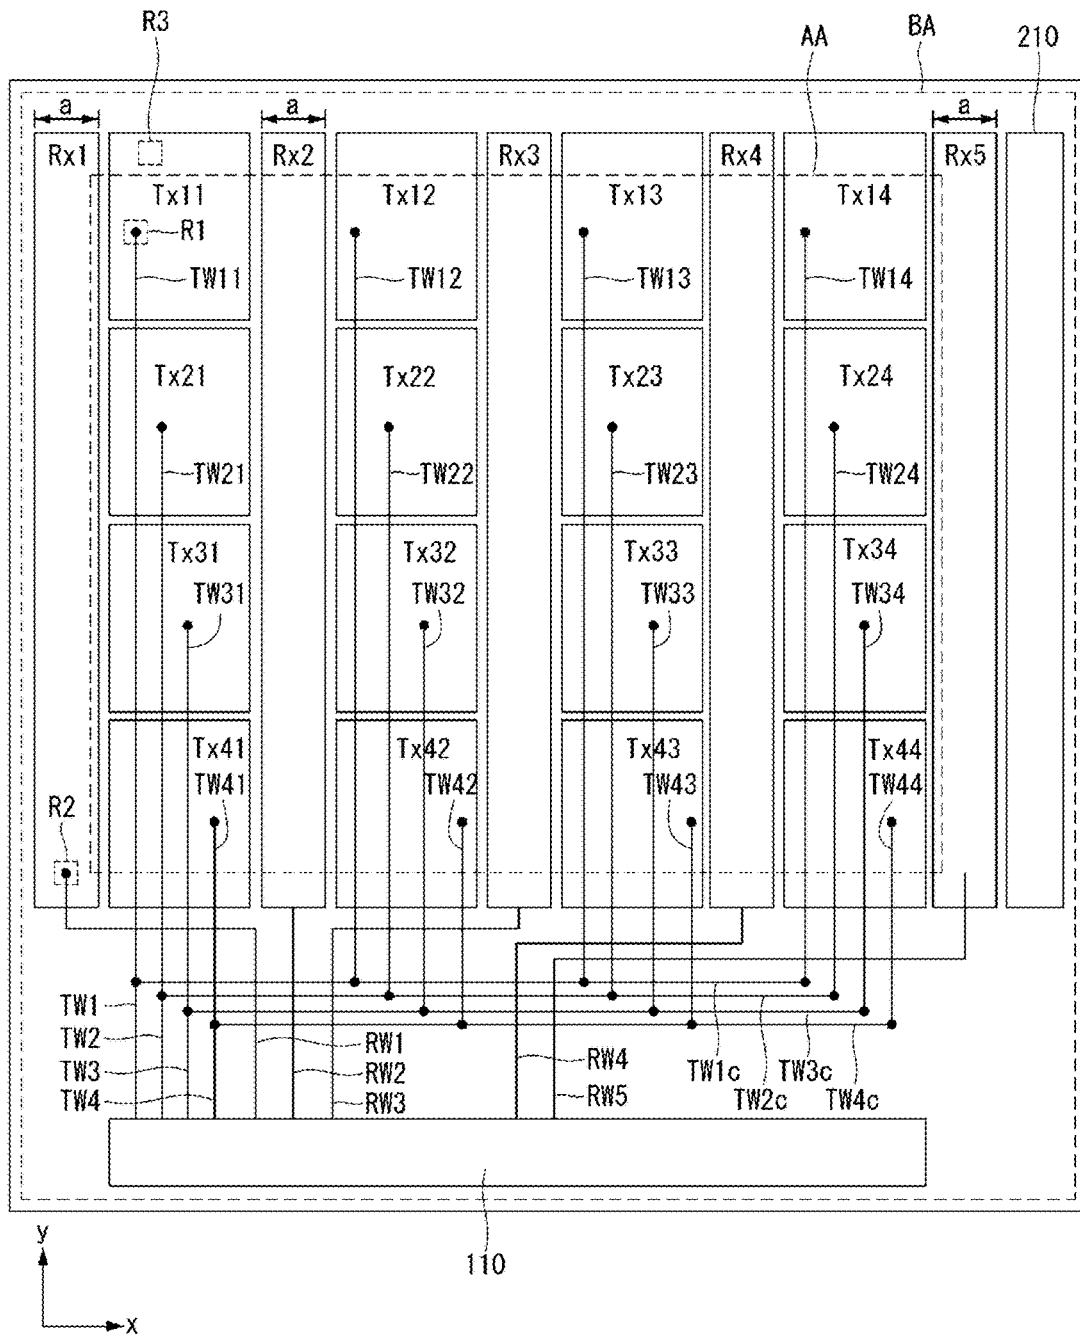 R3 AA BA 210
a a a
Rx1 Rx2 Rx3 Rx4 Rx5
Tx11 Tx12 Tx13 Tx14
R1
TW11 TW12 TW13 TW14
Tx21 Tx22 Tx23 Tx24
TW21 TW22 TW23 TW24
Tx31 Tx32 Tx33 Tx34
TW31 TW32 TW33 TW34
Tx41 Tx42 Tx43 Tx44
TW41 TW42 TW43 TW44
R2
TW1
TW2
TW3
TW4
RW1
RW2
RW3
RW4
RW5
TW1c TW3c
TW2c TW4c
110
y
x